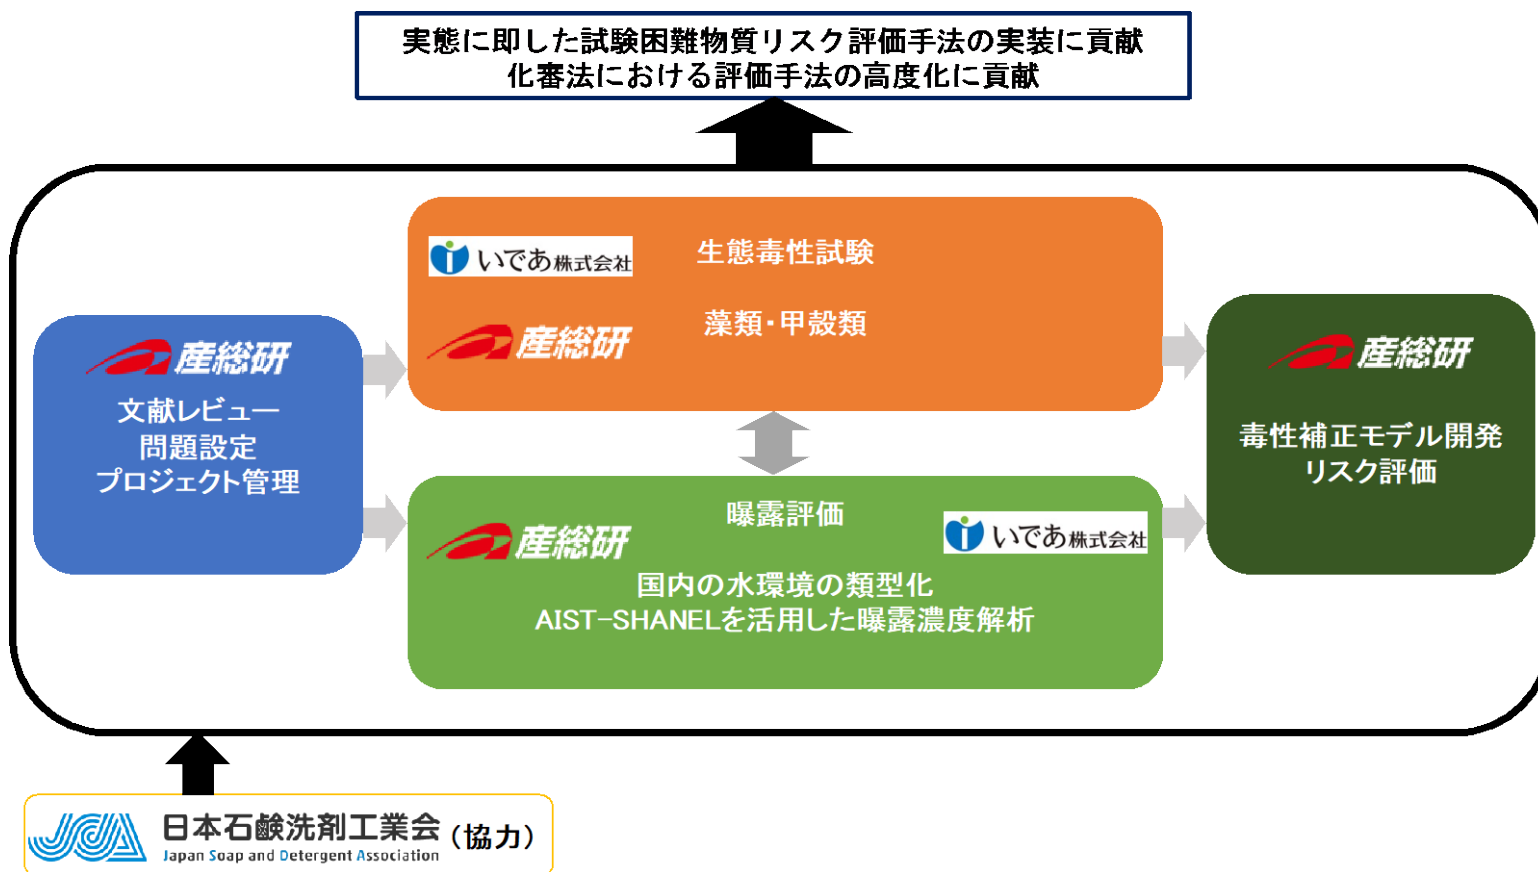 実態に即した試験困難物質リスク評価手法の実装に貢献
化審法における評価手法の高度化に貢献
いであ株式会社
生態毒性試験
産総研
藻類・甲殻類
産総研
文献レビュー
問題設定
プロジェクト管理
産総研
曝露評価
いであ株式会社
国内の水環境の類型化
AIST-SHANELを活用した曝露濃度解析
産総研
毒性補正モデル開発
リスク評価
JSDA
日本石鹸洗剤工業会
Japan Soap and Detergent Association
（協力）